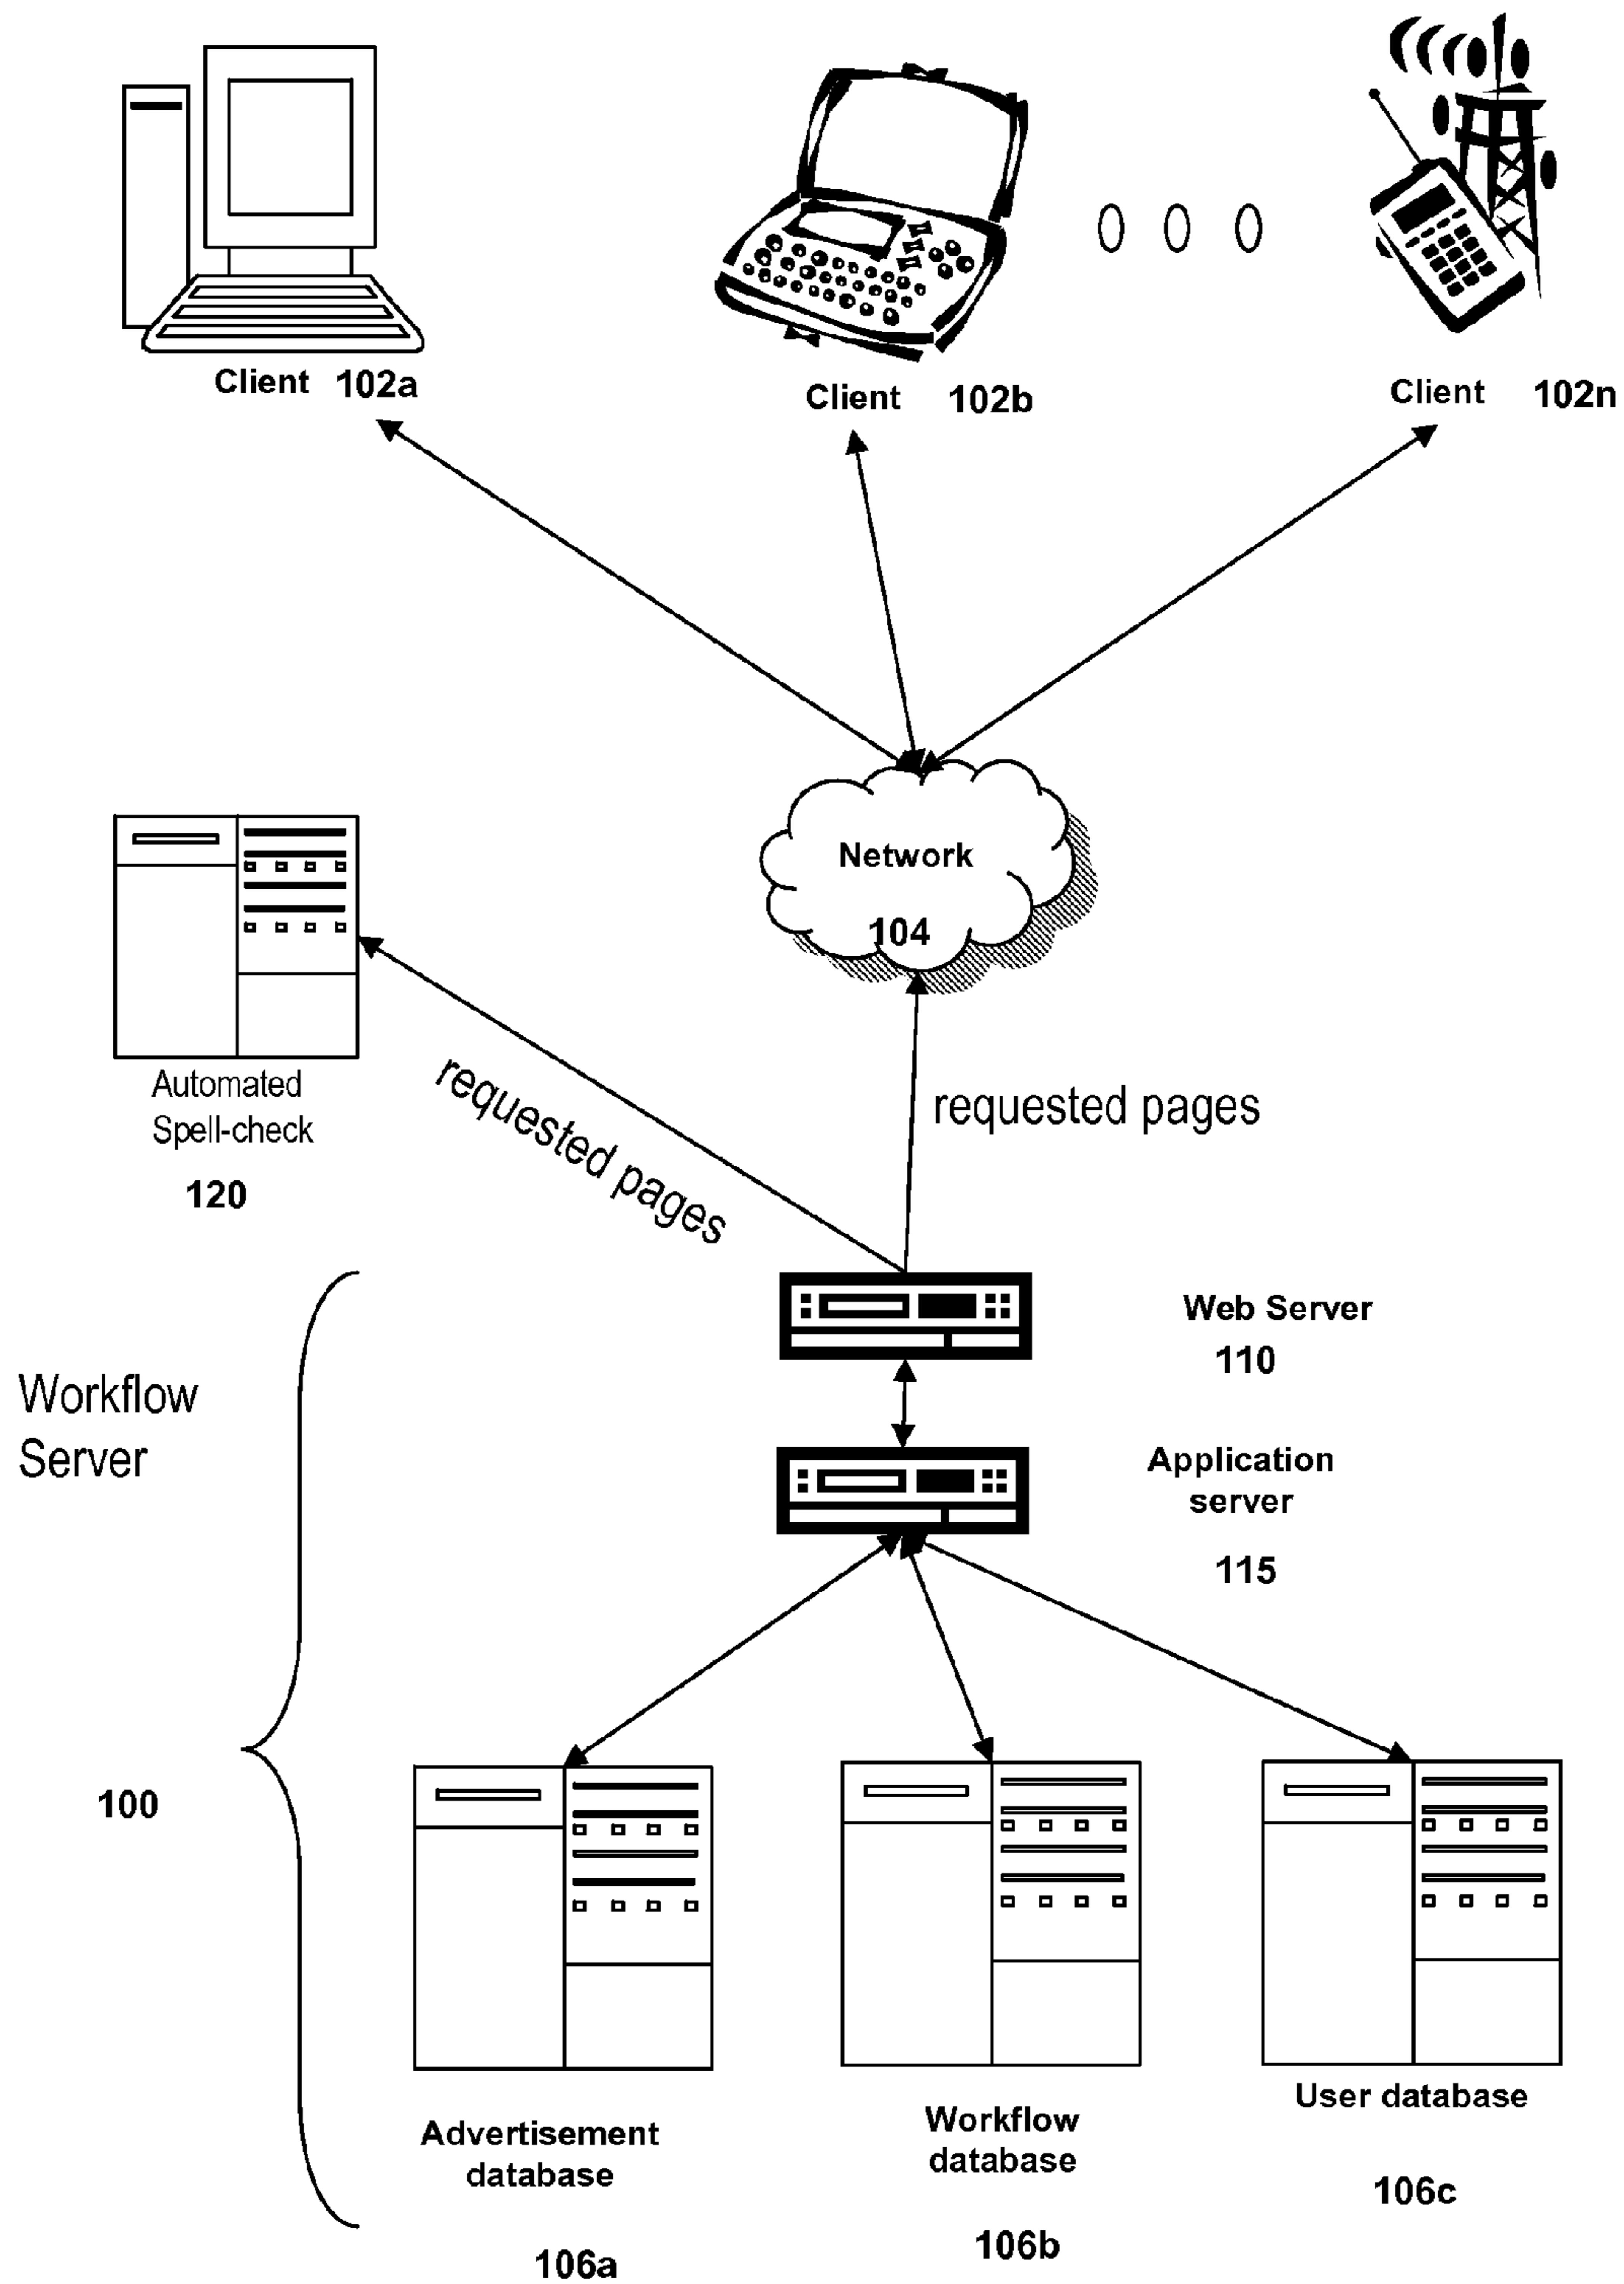 Client 102a
Client 102b
Client 102n
Network
104
Automated
Spell-check
120
requested pages
requested pages
Web Server
110
Workflow
Server
Application
server
115
100
Advertisement
database
106a
Workflow
database
106b
User database
106c